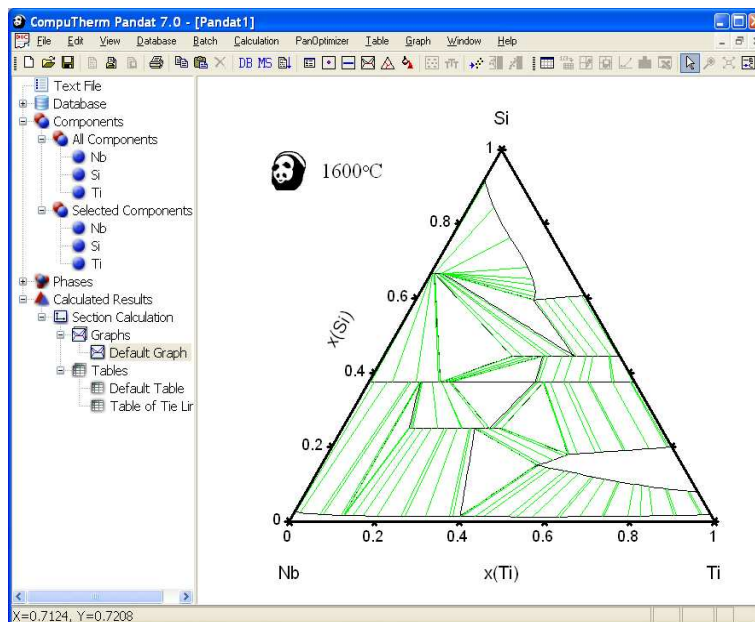 CompuTherm Pandat 7.0 - [Pandat1]
File Edit View Database Batch Calculation PanOptimizer Table Graph Window Help
DB MS
Text File
Database
Components
All Components
Nb
Si
Ti
Selected Components
Nb
Si
Ti
Phases
Calculated Results
Section Calculation
Graphs
Default Graph
Tables
Default Table
Table of Tie Lir
1600°C
Si
1
0.8
0.6
0.4
0.2
0
x(Si)
0 0.2 0.4 0.6 0.8 1
Nb x(Ti) Ti
X=0.7124, Y=0.7208